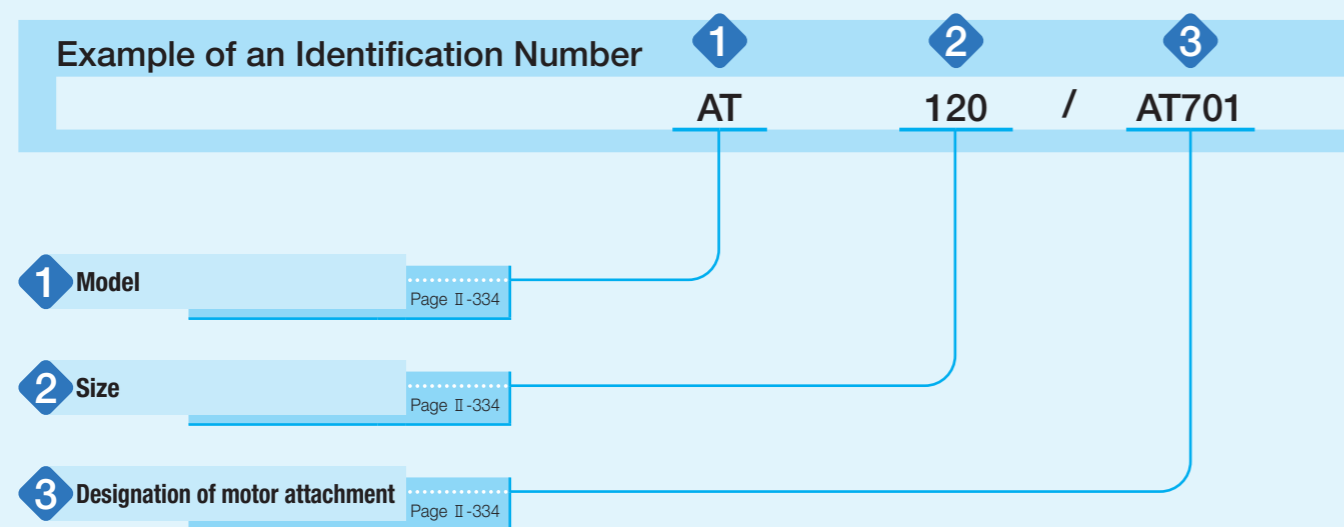 Example of an Identification Number
1 2 3
AT 120 / AT701
1 Model
Page Ⅱ-334
2 Size
Page Ⅱ-334
3 Designation of motor attachment
Page Ⅱ-334